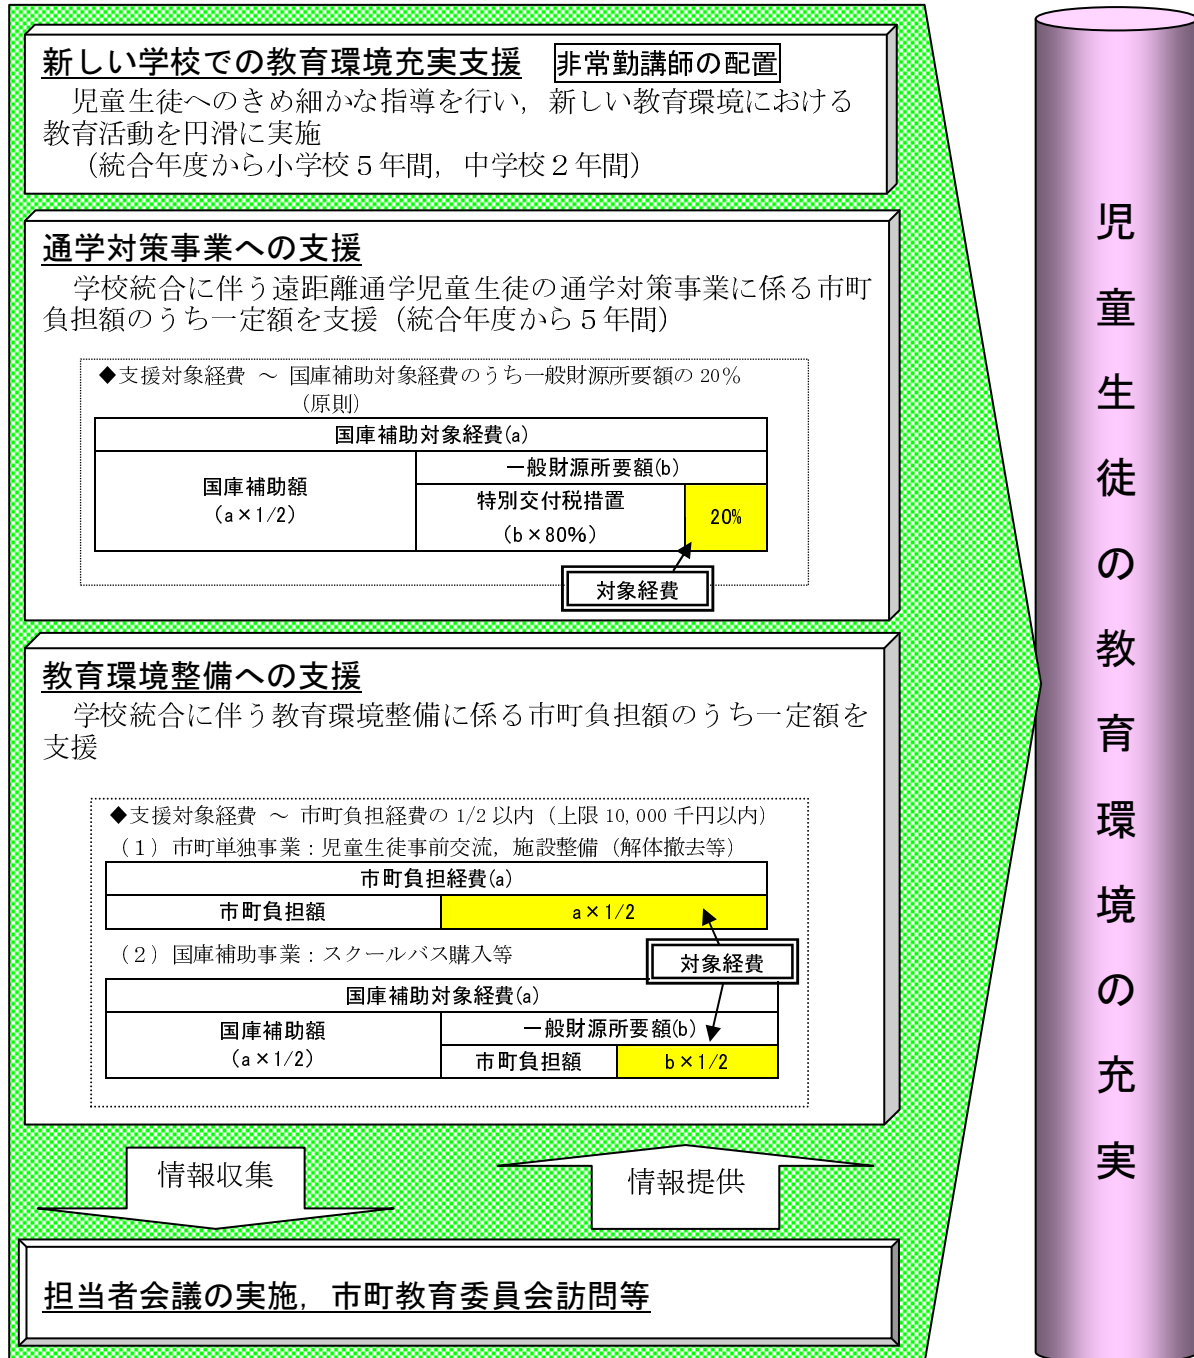 新しい学校での教育環境充実支援　非常勤講師の配置
児童生徒へのきめ細かな指導を行い，新しい教育環境における
教育活動を円滑に実施
（統合年度から小学校５年間，中学校２年間）
通学対策事業への支援
学校統合に伴う遠距離通学児童生徒の通学対策事業に係る市町
負担額のうち一定額を支援（統合年度から５年間）
◆支援対象経費 ～ 国庫補助対象経費のうち一般財源所要額の 20％
（原則）
国庫補助対象経費(a)
国庫補助額
（a×1/2）
一般財源所要額(b)
特別交付税措置
（b×80%）
20%
対象経費
教育環境整備への支援
学校統合に伴う教育環境整備に係る市町負担額のうち一定額を
支援
◆支援対象経費 ～ 市町負担経費の 1/2 以内（上限 10,000 千円以内）
（１）市町単独事業：児童生徒事前交流，施設整備（解体撤去等）
市町負担経費(a)
市町負担額
a×1/2
（２）国庫補助事業：スクールバス購入等
対象経費
国庫補助対象経費(a)
国庫補助額
（a×1/2）
一般財源所要額(b)
市町負担額
b×1/2
情報収集
情報提供
担当者会議の実施，市町教育委員会訪問等
児童生徒の教育環境の充実